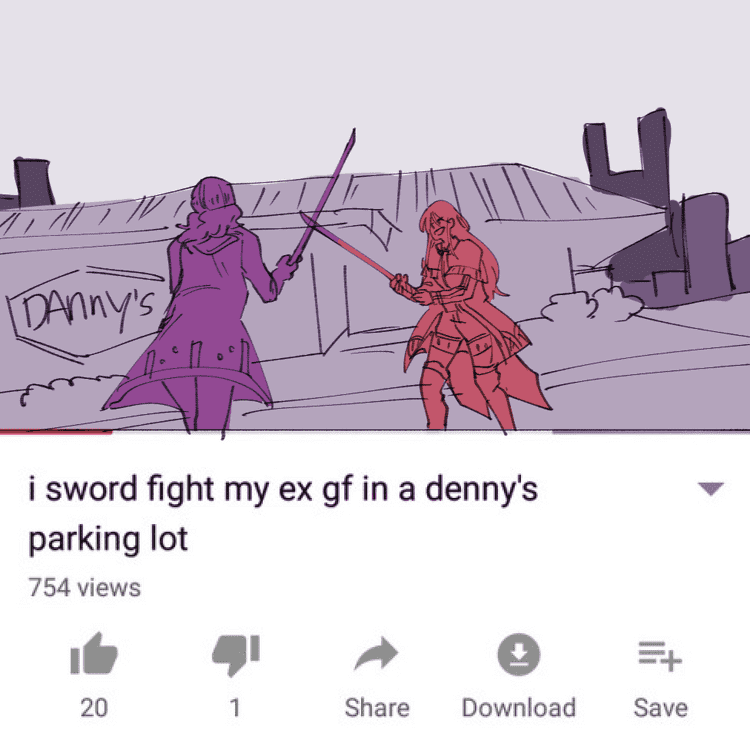 DANNY'S
i sword fight my ex gf in a denny's
parking lot
754 views
20 1 Share Download Save